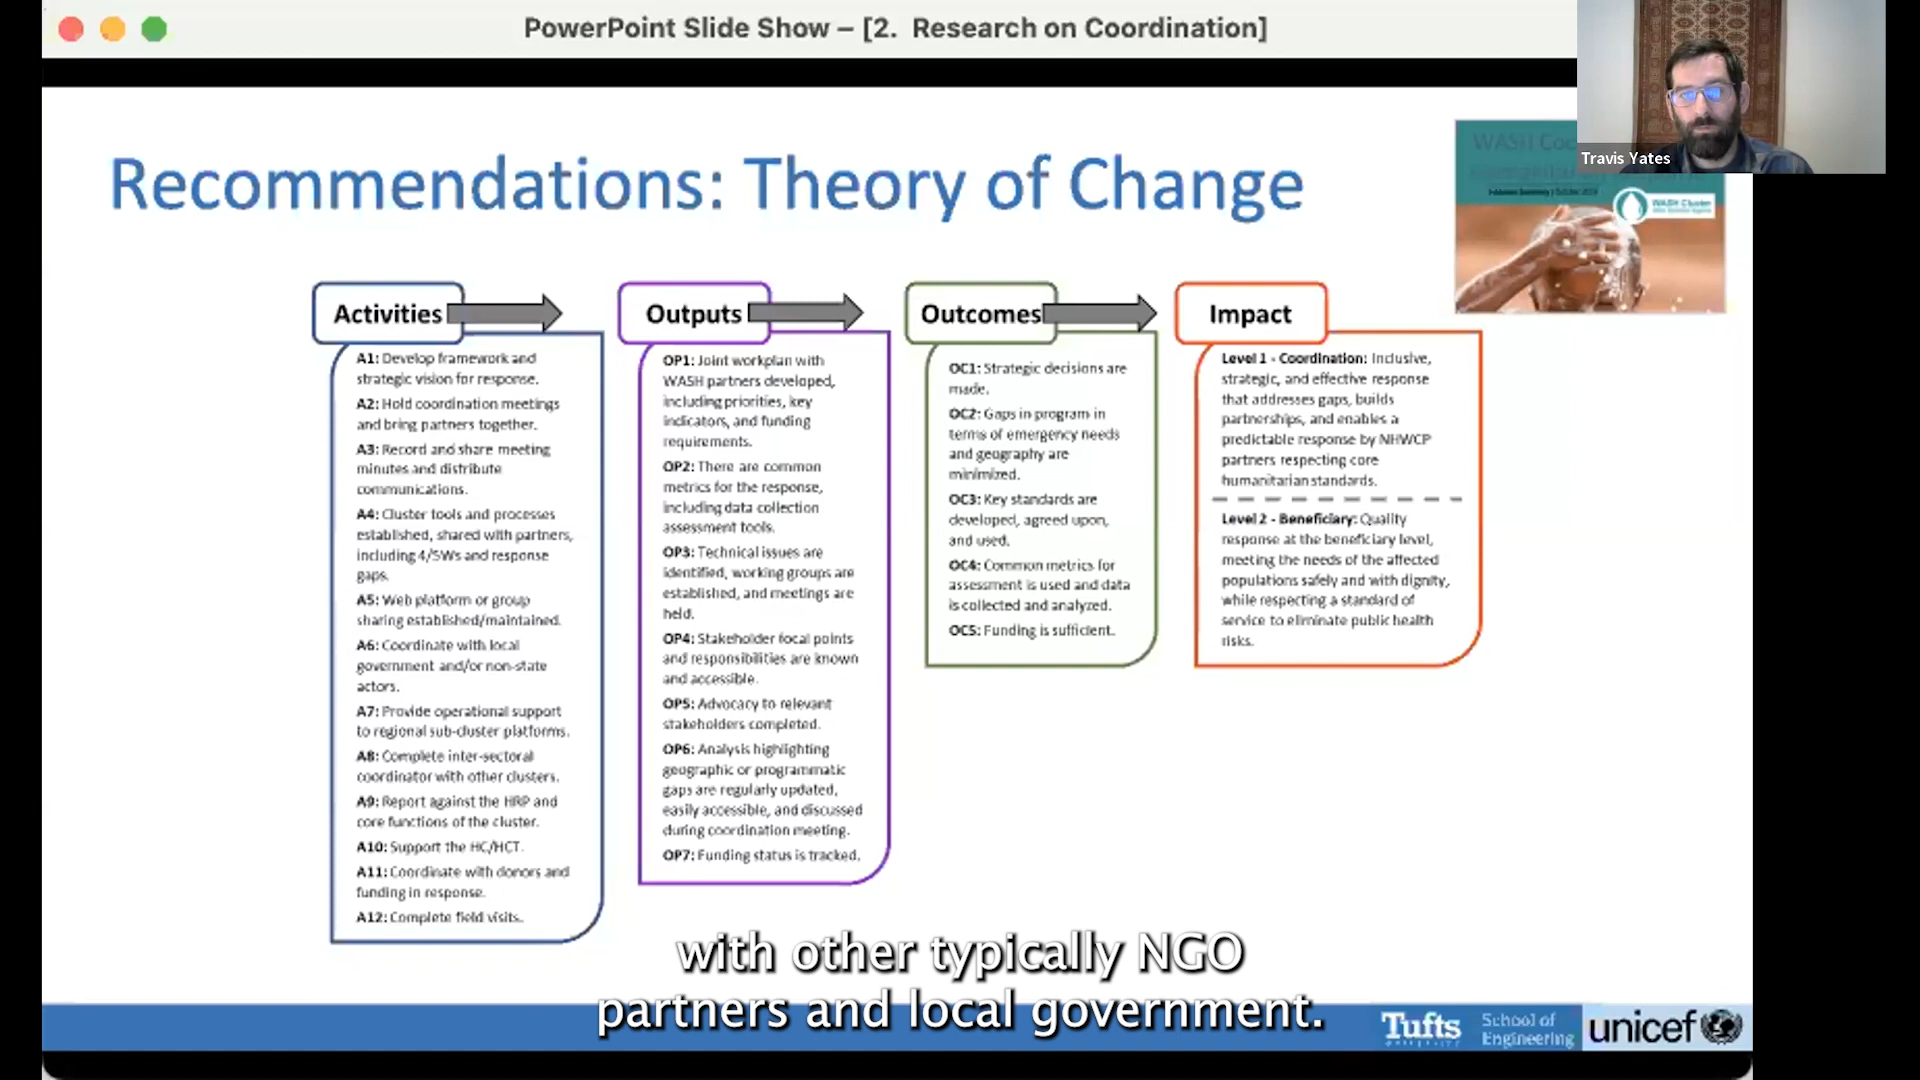 PowerPoint Slide Show – [2. Research on Coordination]
Travis Yates
WASH
WASH Cluster
Recommendations: Theory of Change
Activities
A1: Develop framework and
strategic vision for response.
A2: Hold coordination meetings
and bring partners together.
A3: Record and share meeting
minutes and distribute
communications.
A4: Cluster tools and processes
established, shared with partners,
including 4/5Ws and response
gaps.
A5: Web platform or group
sharing established/maintained.
A6: Coordinate with local
government and/or non-state
actors.
A7: Provide operational support
to regional sub-cluster platforms.
A8: Complete inter-sectoral
coordinator with other clusters.
A9: Report against the HRP and
core functions of the cluster.
A10: Support the HC/HCT.
A11: Coordinate with donors and
funding in response.
A12: Complete field visits.
Outputs
OP1: Joint workplan with
WASH partners developed,
including priorities, key
indicators, and funding
requirements.
OP2: There are common
metrics for the response,
including data collection
assessment tools.
OP3: Technical issues are
identified, working groups are
established, and meetings are
held.
OP4: Stakeholder focal points
and responsibilities are known
and accessible.
OP5: Advocacy to relevant
stakeholders completed.
OP6: Analysis highlighting
geographic or programmatic
gaps are regularly updated,
easily accessible, and discussed
during coordination meeting.
OP7: Funding status is tracked.
Outcomes
OC1: Strategic decisions are
made.
OC2: Gaps in program in
terms of emergency needs
and geography are
minimized.
OC3: Key standards are
developed, agreed upon,
and used.
OC4: Common metrics for
assessment is used and data
is collected and analyzed.
OC5: Funding is sufficient.
Impact
Level 1 - Coordination: Inclusive,
strategic, and effective response
that addresses gaps, builds
partnerships, and enables a
predictable response by NHWCP
partners respecting core
humanitarian standards.
Level 2 - Beneficiary: Quality
response at the beneficiary level,
meeting the needs of the affected
populations safely and with dignity,
while respecting a standard of
service to eliminate public health
risks.
with other typically NGO
partners and local government.
Tufts
UNIVERSITY
School of
Engineering
unicef